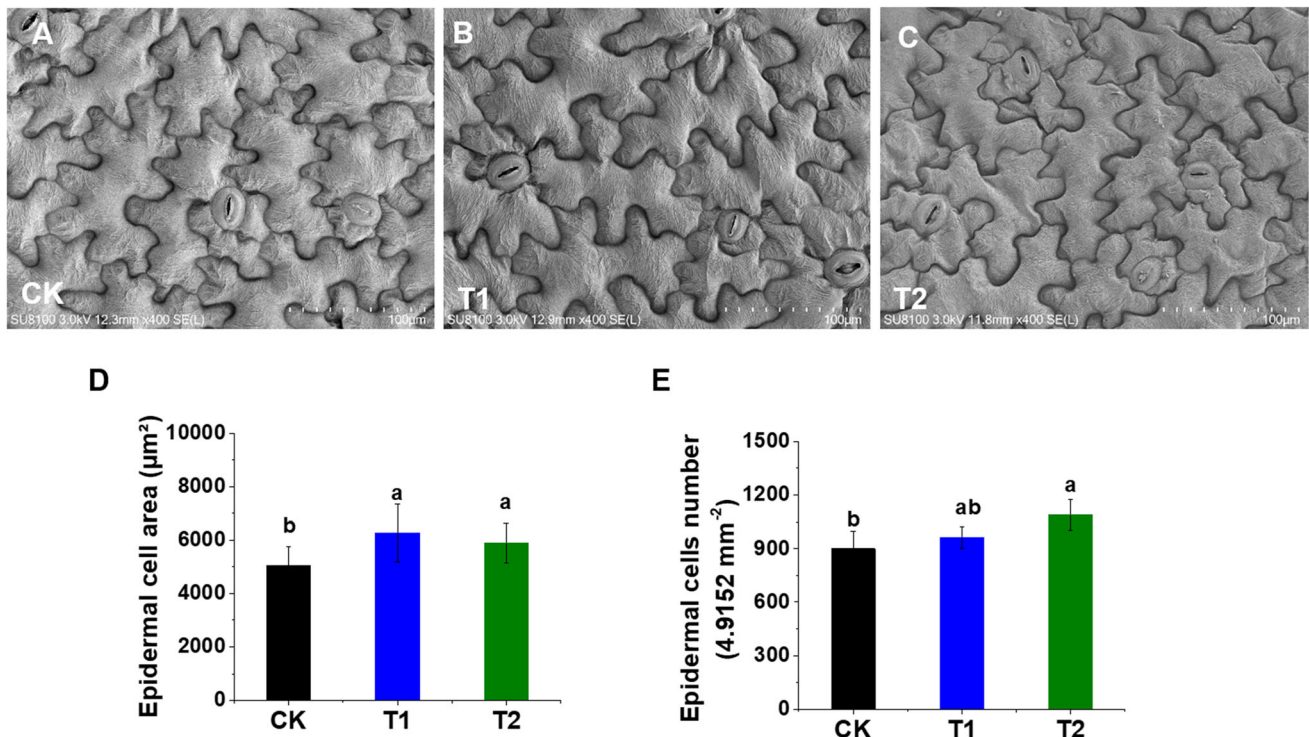 A
B
C
CK
T1
T2
SU8100 3.0kV 12.3mm x400 SE(L)
100µm
SU8100 3.0kV 12.9mm x400 SE(L)
100µm
SU8100 3.0kV 11.8mm x400 SE(L)
100µm
D
Epidermal cell area (µm²)
10000
8000
6000
4000
2000
0
b
a
a
CK
T1
T2
E
Epidermal cells number
(4.9152 mm⁻²)
1500
1200
900
600
300
0
b
ab
a
CK
T1
T2